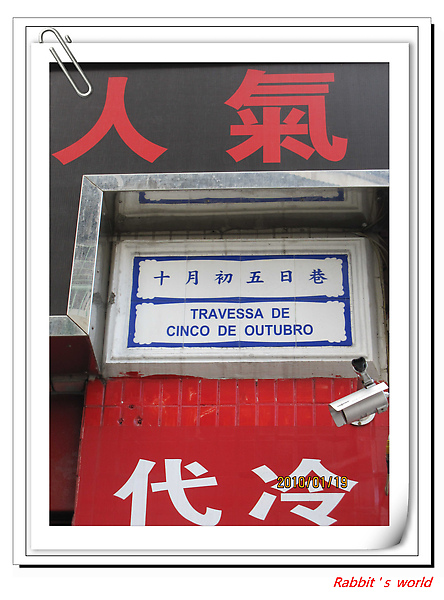 人氣
十月初五日巷
TRAVESSA DE
CINCO DE OUTUBRO
代冷
2010/01/19
Rabbit's world